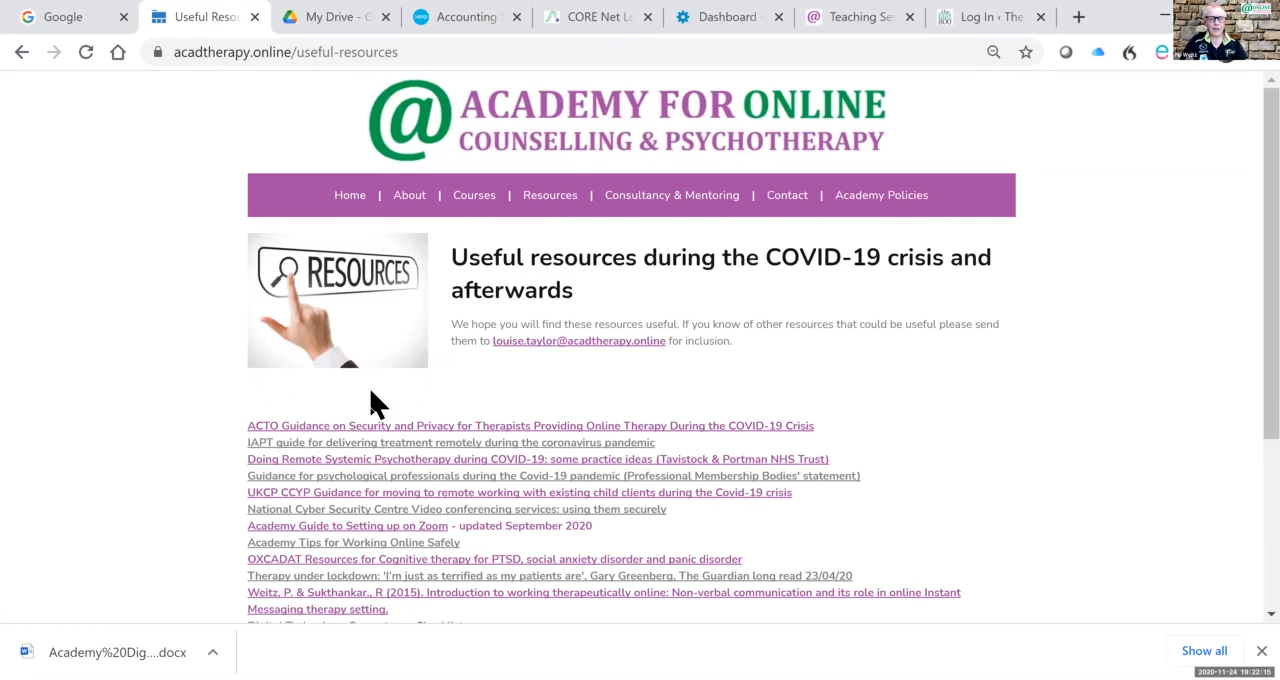 Google
Useful Reso
My Drive - G
Accounting
xero
CORE Net Lo
Dashboard -
Teaching Se
Log In ‹ The
800
@ONLINE
acadtherapy.online/useful-resources
@ ACADEMY FOR ONLINE
COUNSELLING & PSYCHOTHERAPY
Home | About | Courses | Resources | Consultancy & Mentoring | Contact | Academy Policies
RESOURCES
Useful resources during the COVID-19 crisis and
afterwards
We hope you will find these resources useful. If you know of other resources that could be useful please send
them to louise.taylor@acadtherapy.online for inclusion.
ACTO Guidance on Security and Privacy for Therapists Providing Online Therapy During the COVID-19 Crisis
IAPT guide for delivering treatment remotely during the coronavirus pandemic
Doing Remote Systemic Psychotherapy during COVID-19: some practice ideas (Tavistock & Portman NHS Trust)
Guidance for psychological professionals during the Covid-19 pandemic (Professional Membership Bodies' statement)
UKCP CCYP Guidance for moving to remote working with existing child clients during the Covid-19 crisis
National Cyber Security Centre Video conferencing services: using them securely
Academy Guide to Setting up on Zoom - updated September 2020
Academy Tips for Working Online Safely
OXCADAT Resources for Cognitive therapy for PTSD, social anxiety disorder and panic disorder
Therapy under lockdown: 'I'm just as terrified as my patients are', Gary Greenberg, The Guardian long read 23/04/20
Weitz, P. & Sukthankar., R (2015). Introduction to working therapeutically online: Non-verbal communication and its role in online Instant
Messaging therapy setting.
Academy%20Dig....docx
Show all
2020-11-24 19:22:15